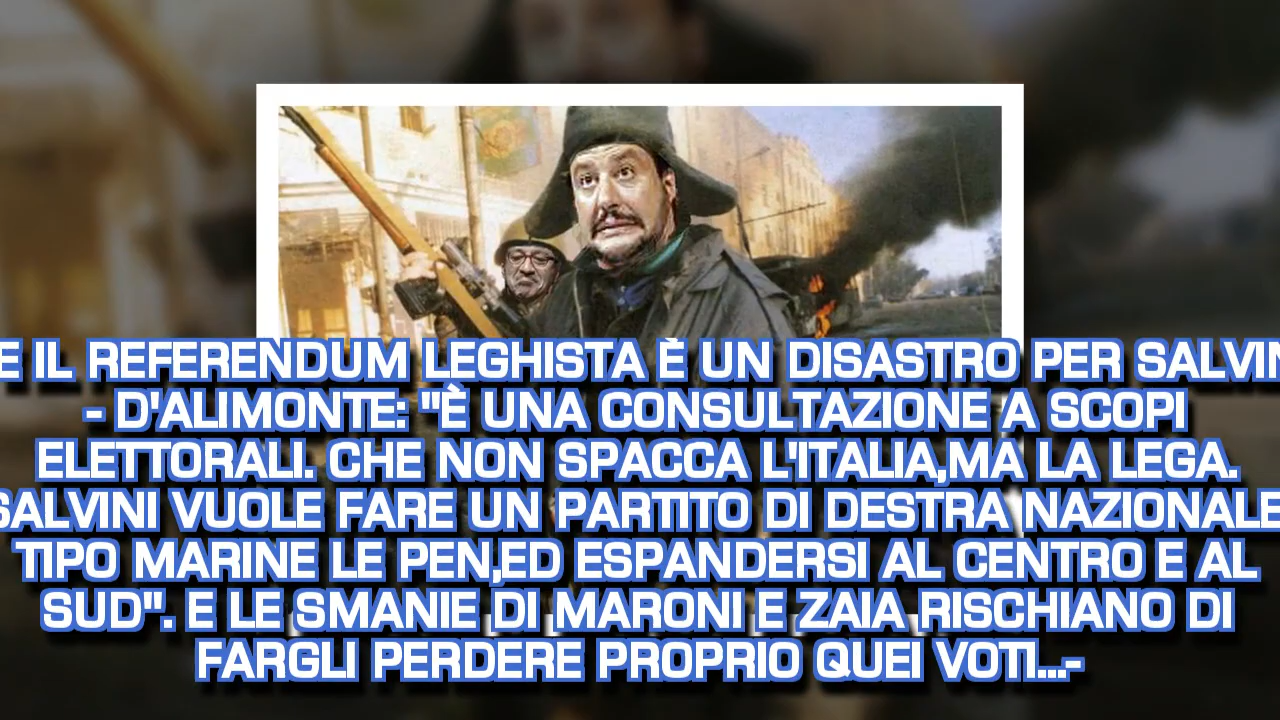 E IL REFERENDUM LEGHISTA È UN DISASTRO PER SALVIN
- D'ALIMONTE: "È UNA CONSULTAZIONE A SCOPI
ELETTORALI. CHE NON SPACCA L'ITALIA,MA LA LEGA.
SALVINI VUOLE FARE UN PARTITO DI DESTRA NAZIONALE
TIPO MARINE LE PEN,ED ESPANDERSI AL CENTRO E AL
SUD". E LE SMANIE DI MARONI E ZAIA RISCHIANO DI
FARGLI PERDERE PROPRIO QUEI VOTI...-